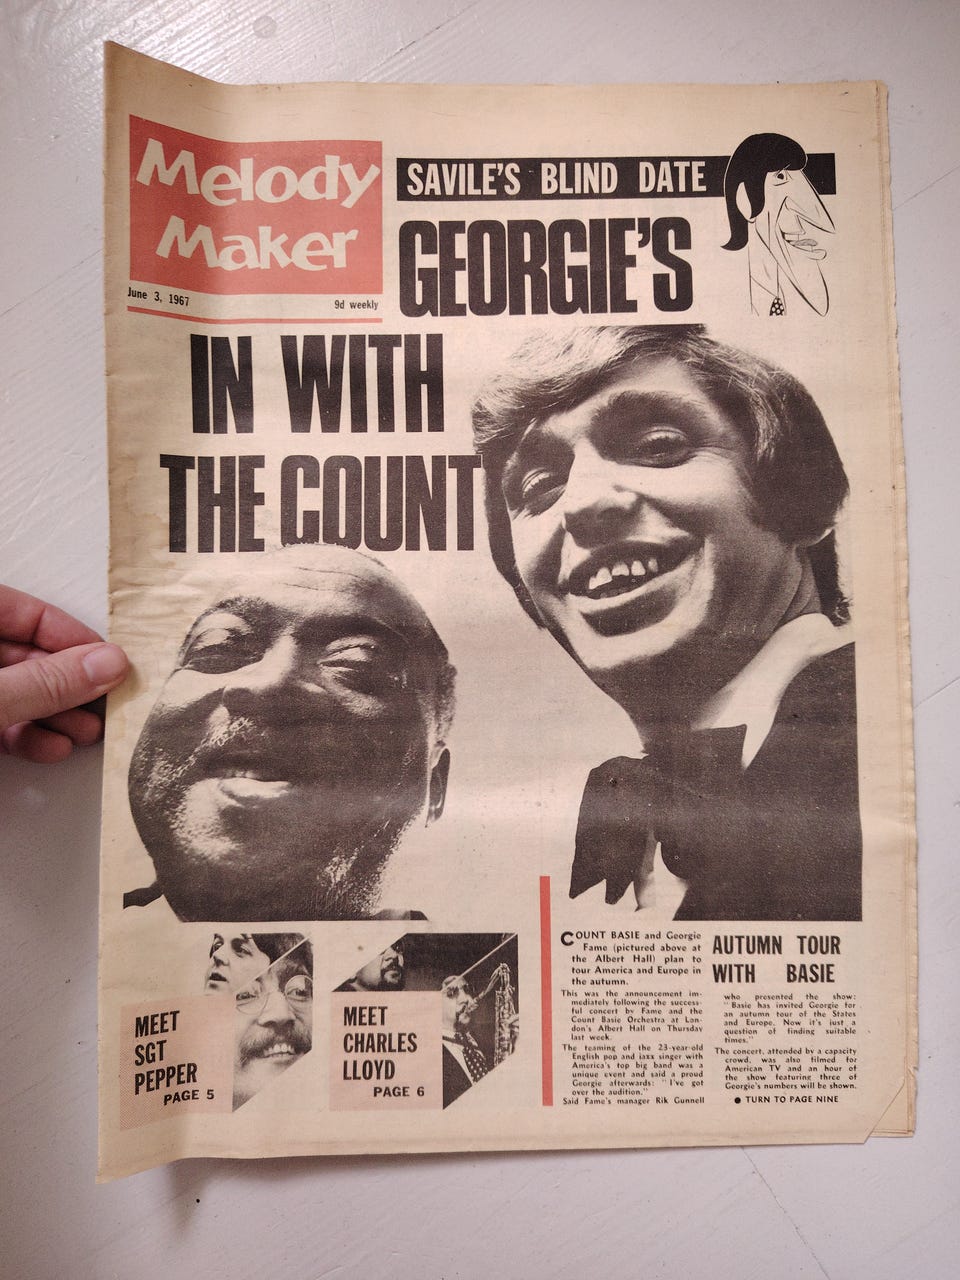 Melody
Maker
June 3, 1967
9d weekly
SAVILE'S BLIND DATE
GEORGIE'S
IN WITH
THE COUNT
MEET
SGT
PEPPER
PAGE 5
MEET
CHARLES
LLOYD
PAGE 6
COUNT BASIE and Georgie
Fame (pictured above at
the Albert Hall) plan to
tour America and Europe in
the autumn.
This was the announcement im-
mediately following the success-
ful concert by Fame and the
Count Basie Orchestra at Lon-
don's Albert Hall on Thursday
last week.
The teaming of the 23-year-old
English pop and jazz singer with
America's top big band was a
unique event and said a proud
Georgie afterwards: "I've got
over the audition."
Said Fame's manager Rik Gunnell
AUTUMN TOUR
WITH BASIE
who presented the show:
"Basie has invited Georgie for
an autumn tour of the States
and Europe. Now it's just a
question of finding suitable
times."
The concert, attended by a capacity
crowd, was also filmed for
American TV and an hour of
the show featuring three of
Georgie's numbers will be shown.
● TURN TO PAGE NINE